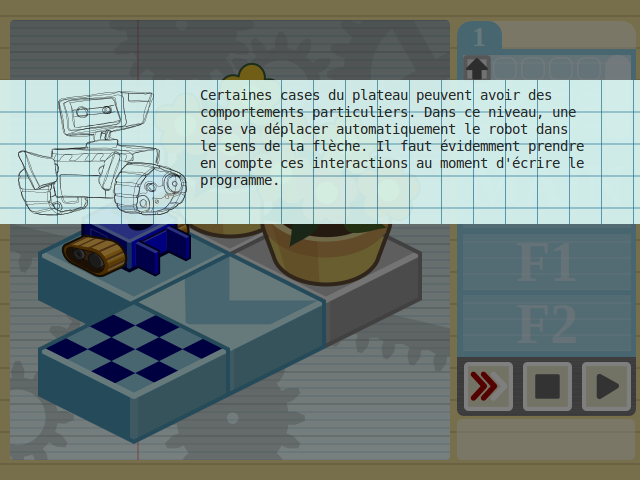 1
Certaines cases du plateau peuvent avoir des
comportements particuliers. Dans ce niveau, une
case va déplacer automatiquement le robot dans
le sens de la flèche. Il faut évidemment prendre
en compte ces interactions au moment d'écrire le
programme.
F1
F2